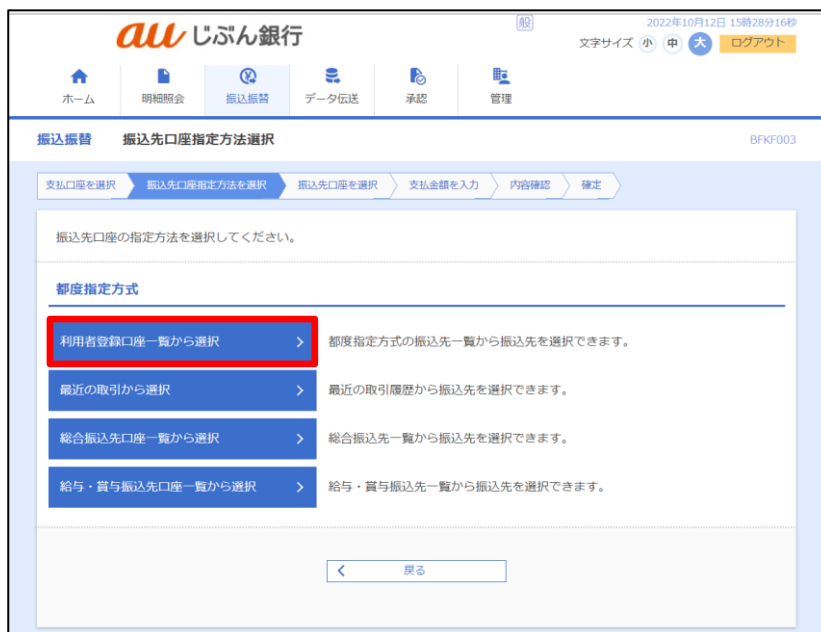 au じぶん銀行
般
2022年10月12日 15時28分16秒
文字サイズ 小 中 大 ログアウト
ホーム 明細照会 振込振替 データ伝送 承認 管理
振込振替 振込先口座指定方法選択 BFKF003
支払口座を選択 振込先口座指定方法を選択 振込先口座を選択 支払金額を入力 内容確認 確定
振込先口座の指定方法を選択してください。
都度指定方式
利用者登録口座一覧から選択 都度指定方式の振込先一覧から振込先を選択できます。
最近の取引から選択 最近の取引履歴から振込先を選択できます。
総合振込先口座一覧から選択 総合振込先一覧から振込先を選択できます。
給与・賞与振込先口座一覧から選択 給与・賞与振込先一覧から振込先を選択できます。
戻る